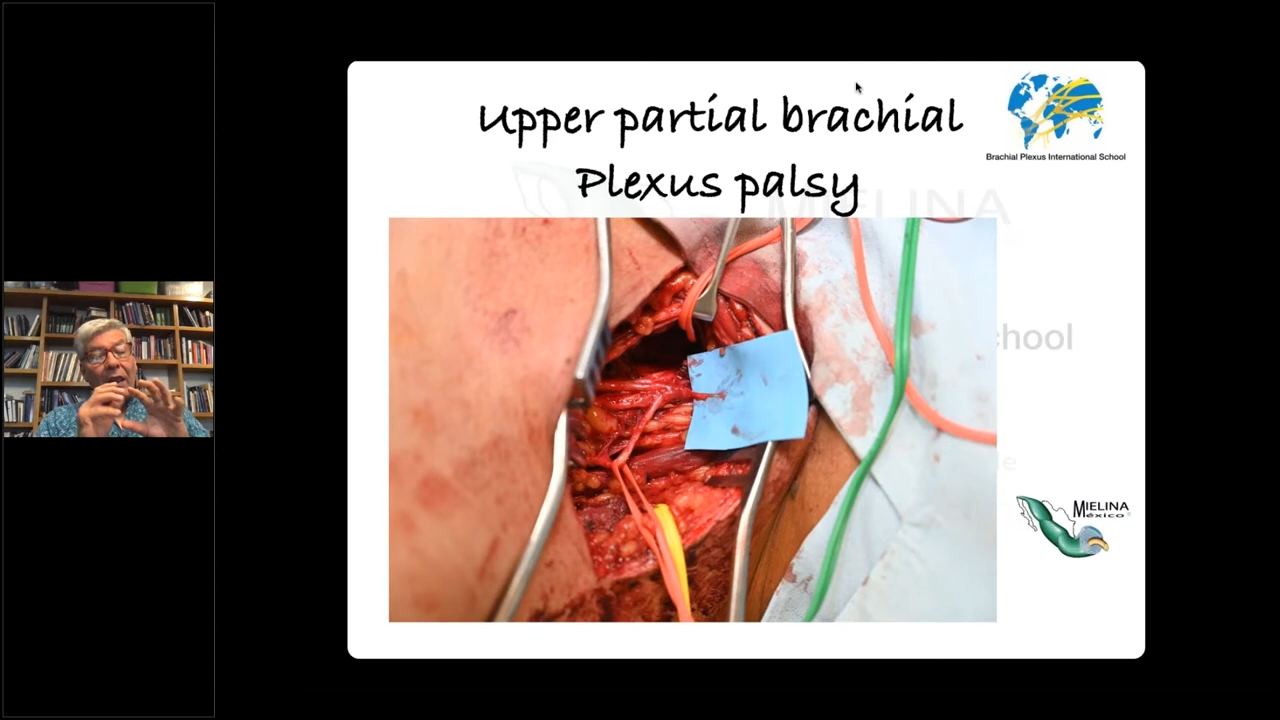 Upper partial brachial
Plexus palsy
Brachial Plexus International School
MIELINA
chool
MIELINA
México